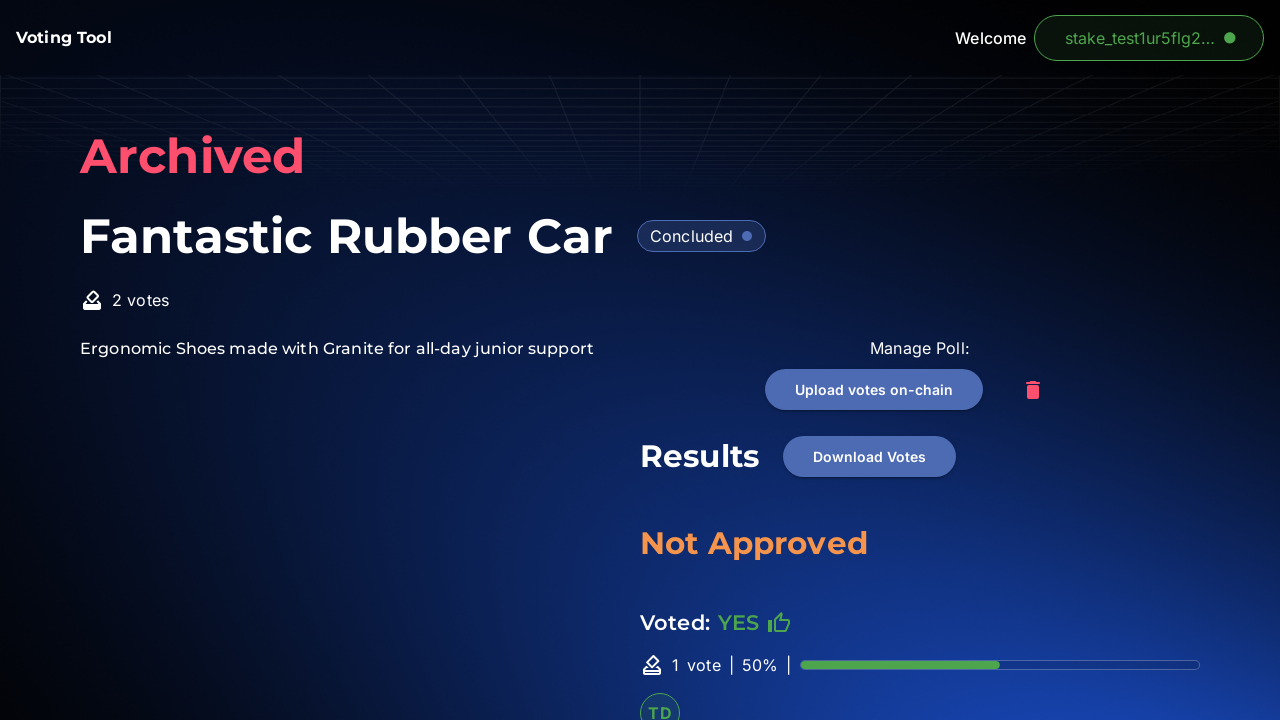 Voting Tool
Welcome
stake_test1ur5flg2...
Archived
Fantastic Rubber Car
Concluded
2 votes
Ergonomic Shoes made with Granite for all-day junior support
Manage Poll:
Upload votes on-chain
Results
Download Votes
Not Approved
Voted: YES
1 vote | 50% |
TD